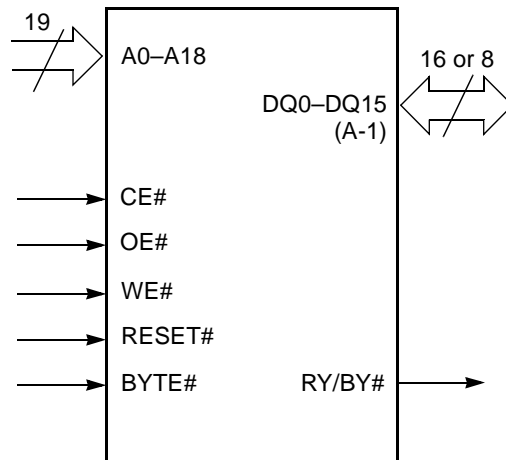 19
A0–A18
16 or 8
DQ0–DQ15
(A-1)
CE#
OE#
WE#
RESET#
BYTE#
RY/BY#